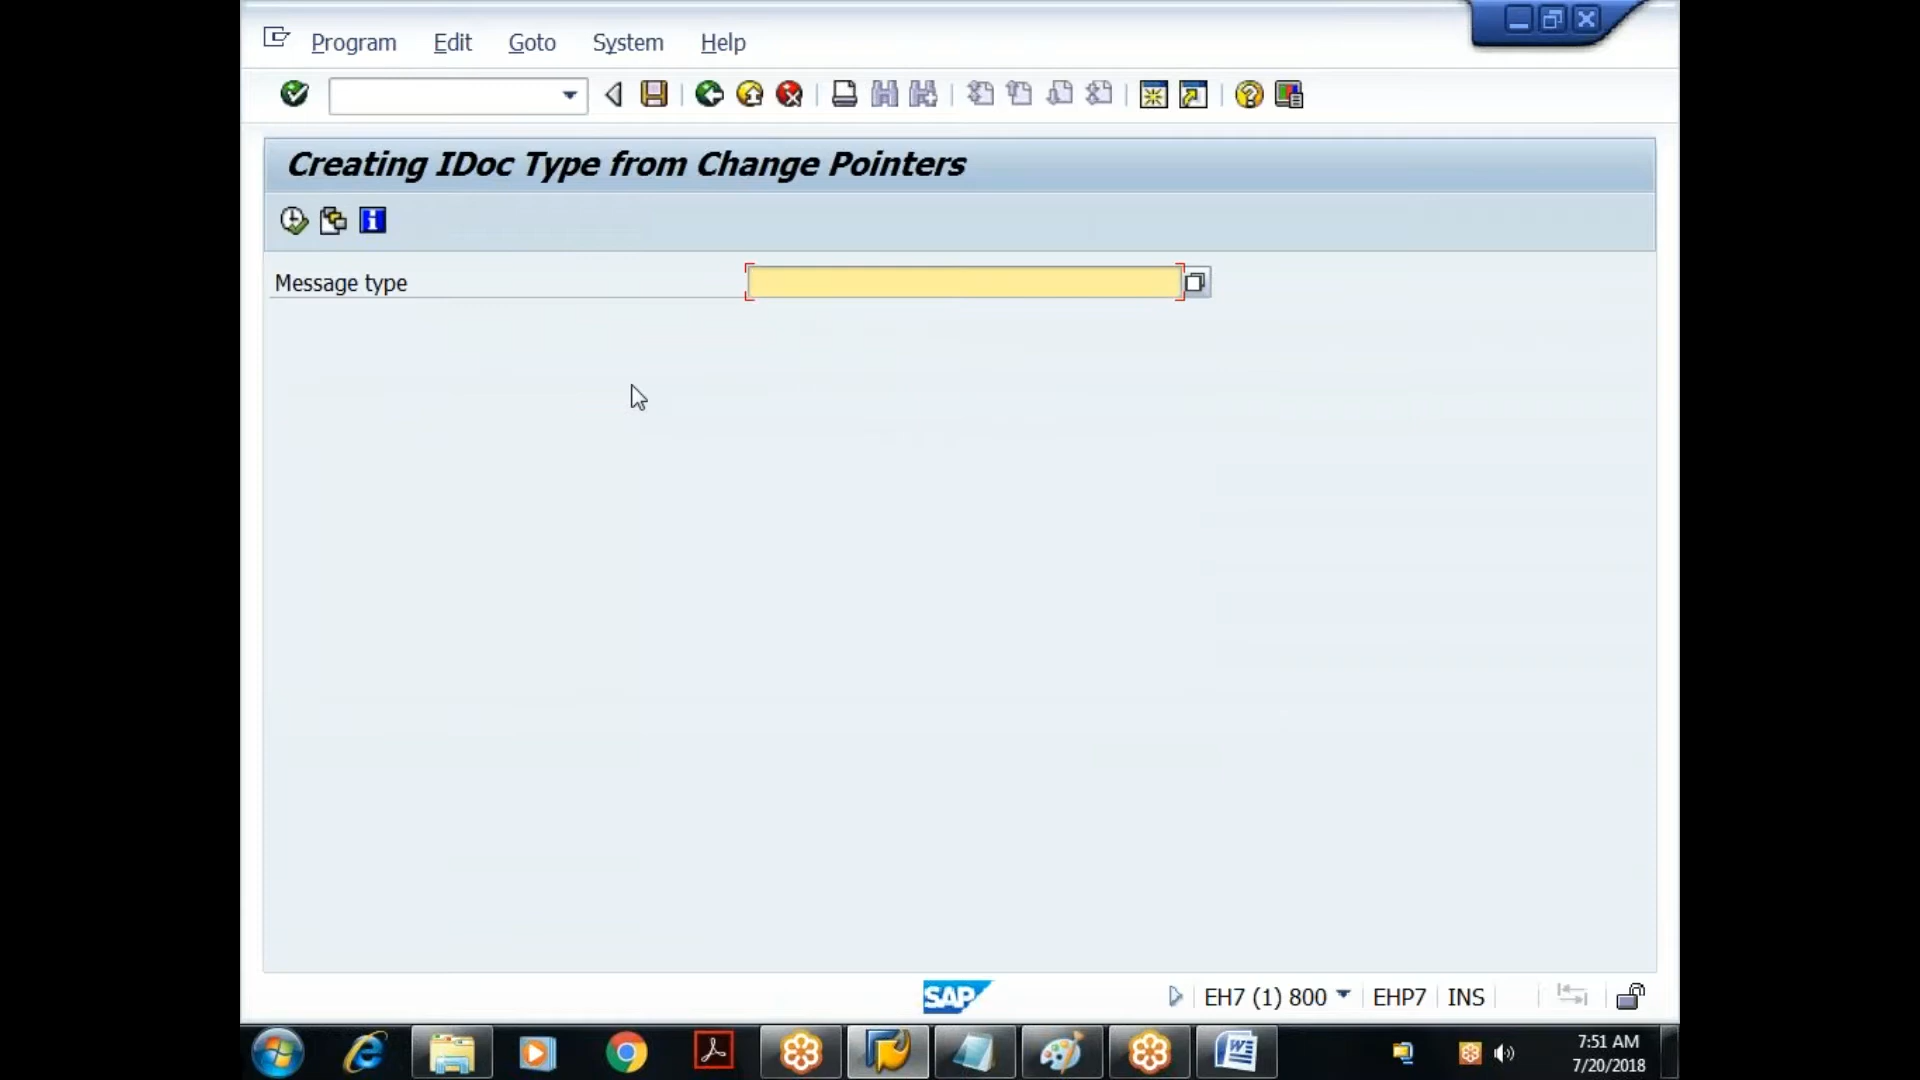 Program Edit Goto System Help
Creating IDoc Type from Change Pointers
Message type
SAP
EH7 (1) 800 EHP7 INS
7:51 AM
7/20/2018